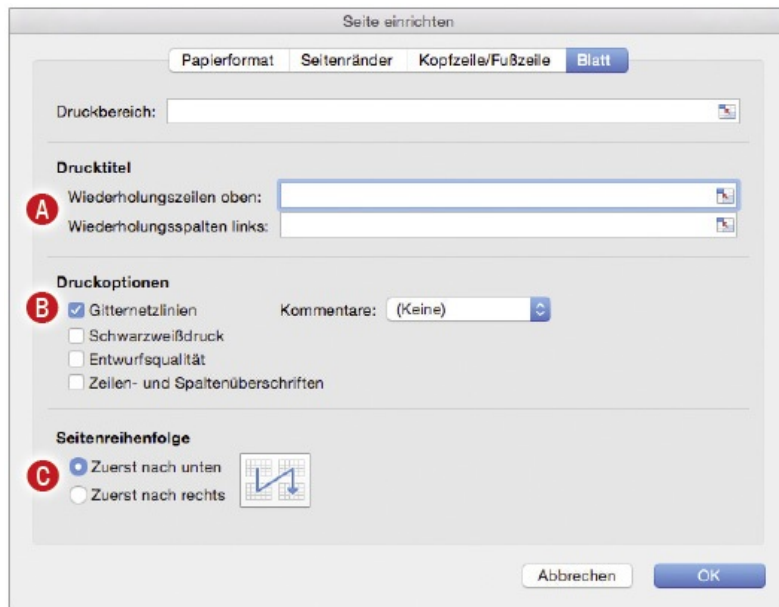 Seite einrichten
Papierformat Seitenränder Kopfzeile/Fußzeile Blatt
Druckbereich:
Drucktitel
A
Wiederholungszeilen oben:
Wiederholungsspalten links:
Druckoptionen
B Gitternetzlinien Kommentare: (Keine)
Schwarzweißdruck
Entwurfsqualität
Zeilen- und Spaltenüberschriften
Seitenreihenfolge
C Zuerst nach unten
Zuerst nach rechts
Abbrechen OK